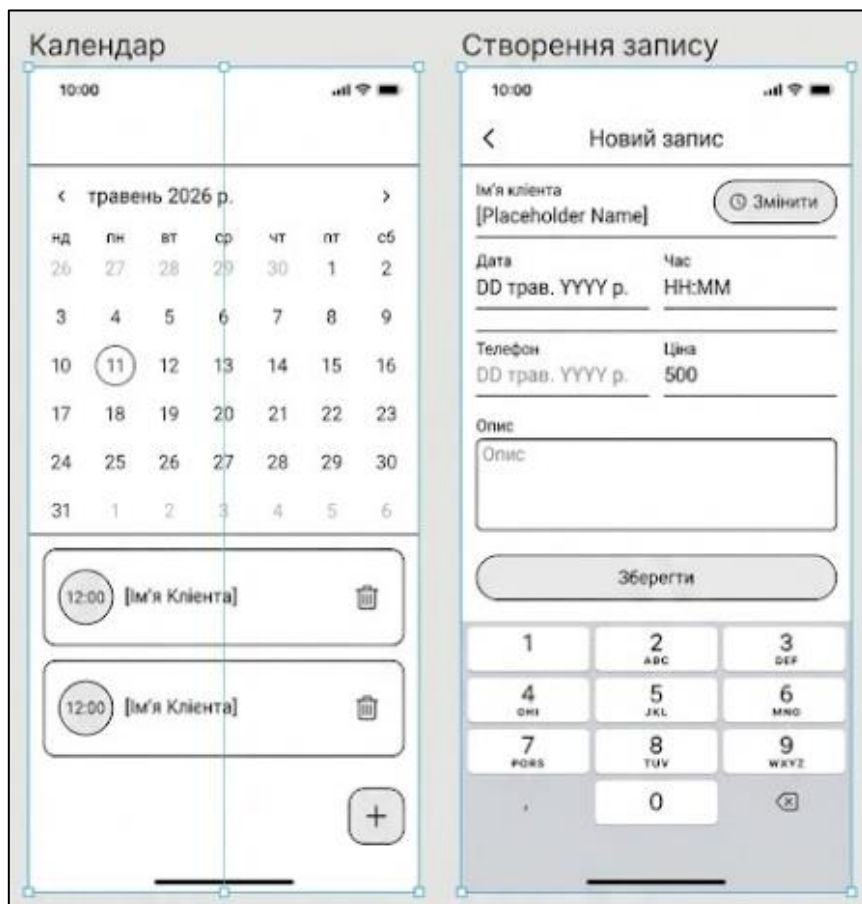 Календар
10:00
< травень 2026 р. >
нд пн вт ср чт пт сб
26 27 28 29 30 1 2
3 4 5 6 7 8 9
10 11 12 13 14 15 16
17 18 19 20 21 22 23
24 25 26 27 28 29 30
31 1 2 3 4 5 6
12:00 [Ім'я Клієнта]
12:00 [Ім'я Клієнта]
+
Створення запису
10:00
< Новий запис
Ім'я клієнта
[Placeholder Name]
Змінити
Дата Час
DD трав. YYYY р. HH:MM
Телефон Ціна
DD трав. YYYY р. 500
Опис
Опис
Зберегти
1 2 3
ABC DEF
4 5 6
GHI JKL MNO
7 8 9
PQRS TUV WXYZ
, 0